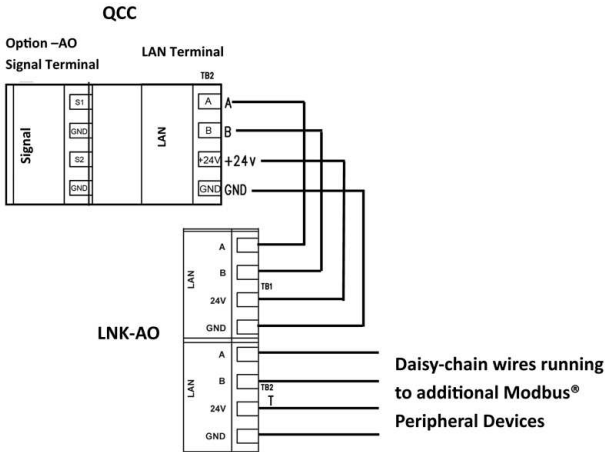 QCC
Option –AO
Signal Terminal
LAN Terminal
TB2
Signal
S1
GND
S2
GND
LAN
A
B
+24V
GND
A
B
+24v
GND
LNK-AO
LAN
A
B
24V
GND
TB1
LAN
A
B
24V
GND
TB2
T
Daisy-chain wires running
to additional Modbus®
Peripheral Devices